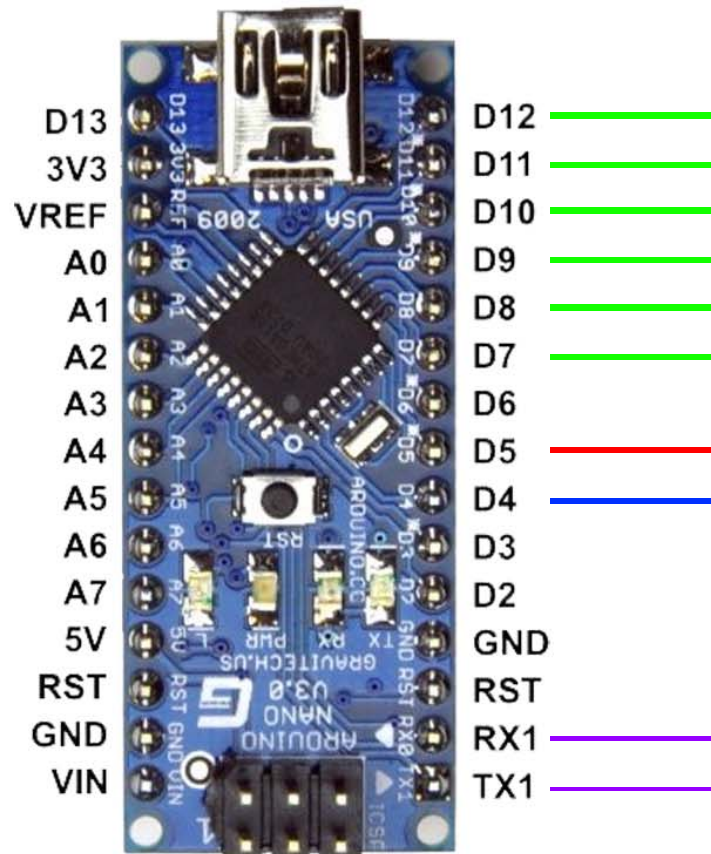 D13
3V3
VREF
A0
A1
A2
A3
A4
A5
A6
A7
5V
RST
GND
VIN
D13
3V3
REF
A0
A1
A2
A3
A4
A5
A6
A7
5V
RST
GND
VIN
2009
USA
RST
ARDUINO.CC
L
PWR
RX
TX
GRAVITECH.US
V3.0
NANO
ARDUINO
1
ICSP
D12
D11
D10
D9
D8
D7
D6
D5
D4
D3
D2
GND
RST
RX0
TX1
D12
D11
D10
D9
D8
D7
D6
D5
D4
D3
D2
GND
RST
RX1
TX1